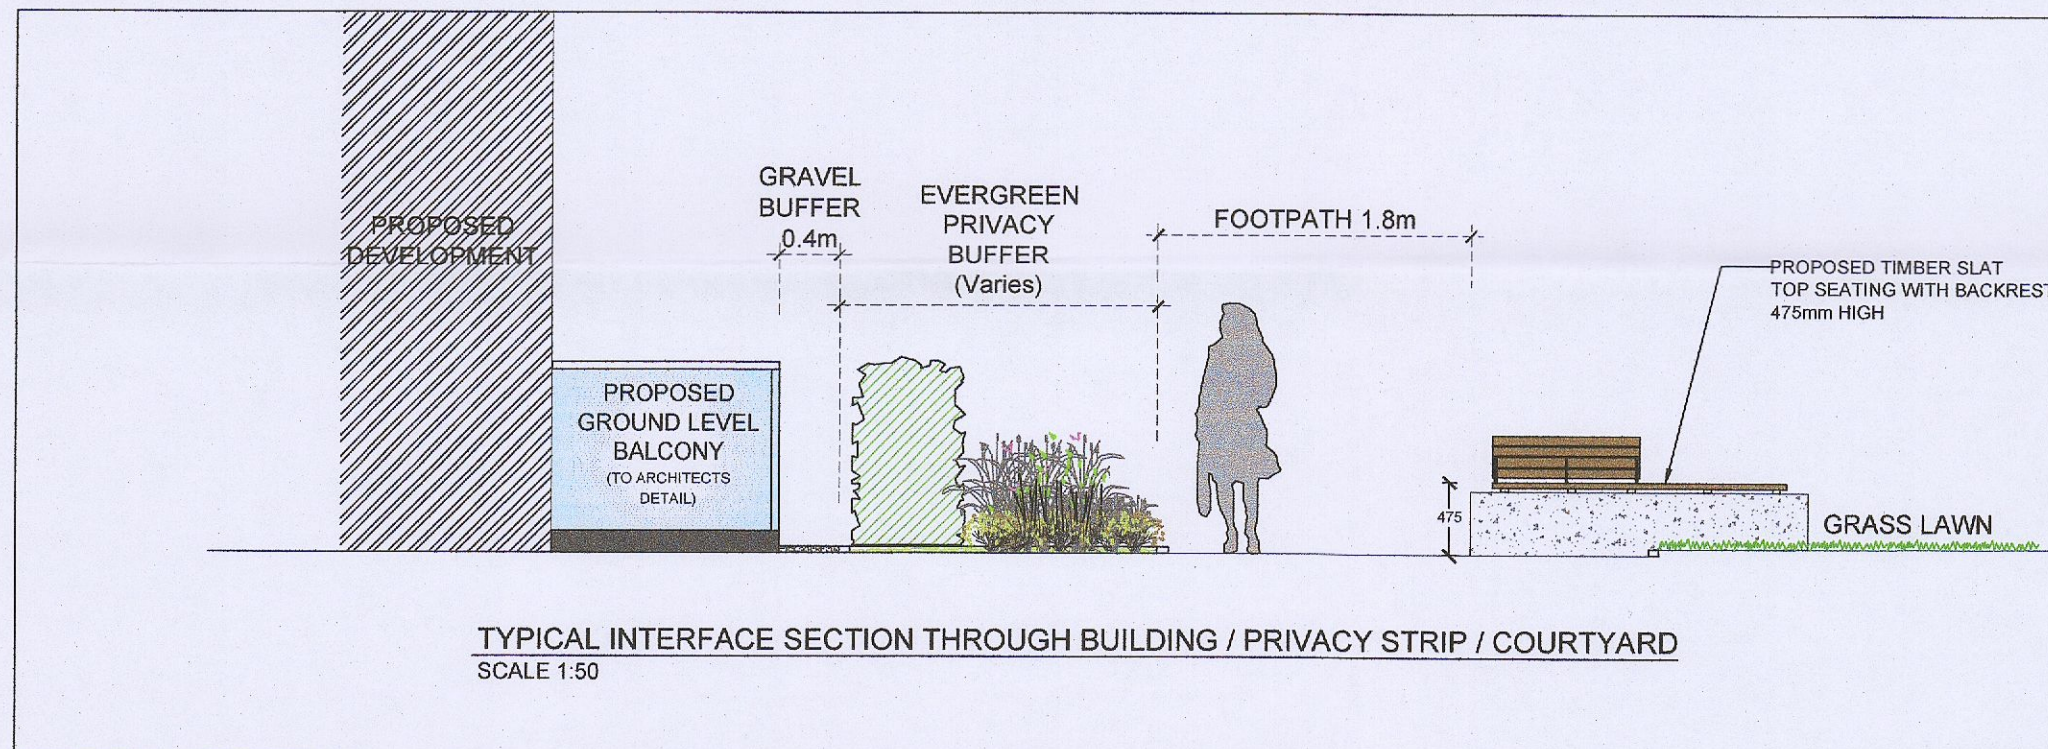 PROPOSED
DEVELOPMENT
GRAVEL
BUFFER
0.4m
EVERGREEN
PRIVACY
BUFFER
(Varies)
FOOTPATH 1.8m
PROPOSED TIMBER SLAT
TOP SEATING WITH BACKREST
475mm HIGH
PROPOSED
GROUND LEVEL
BALCONY
(TO ARCHITECTS
DETAIL)
475
GRASS LAWN
TYPICAL INTERFACE SECTION THROUGH BUILDING / PRIVACY STRIP / COURTYARD
SCALE 1:50